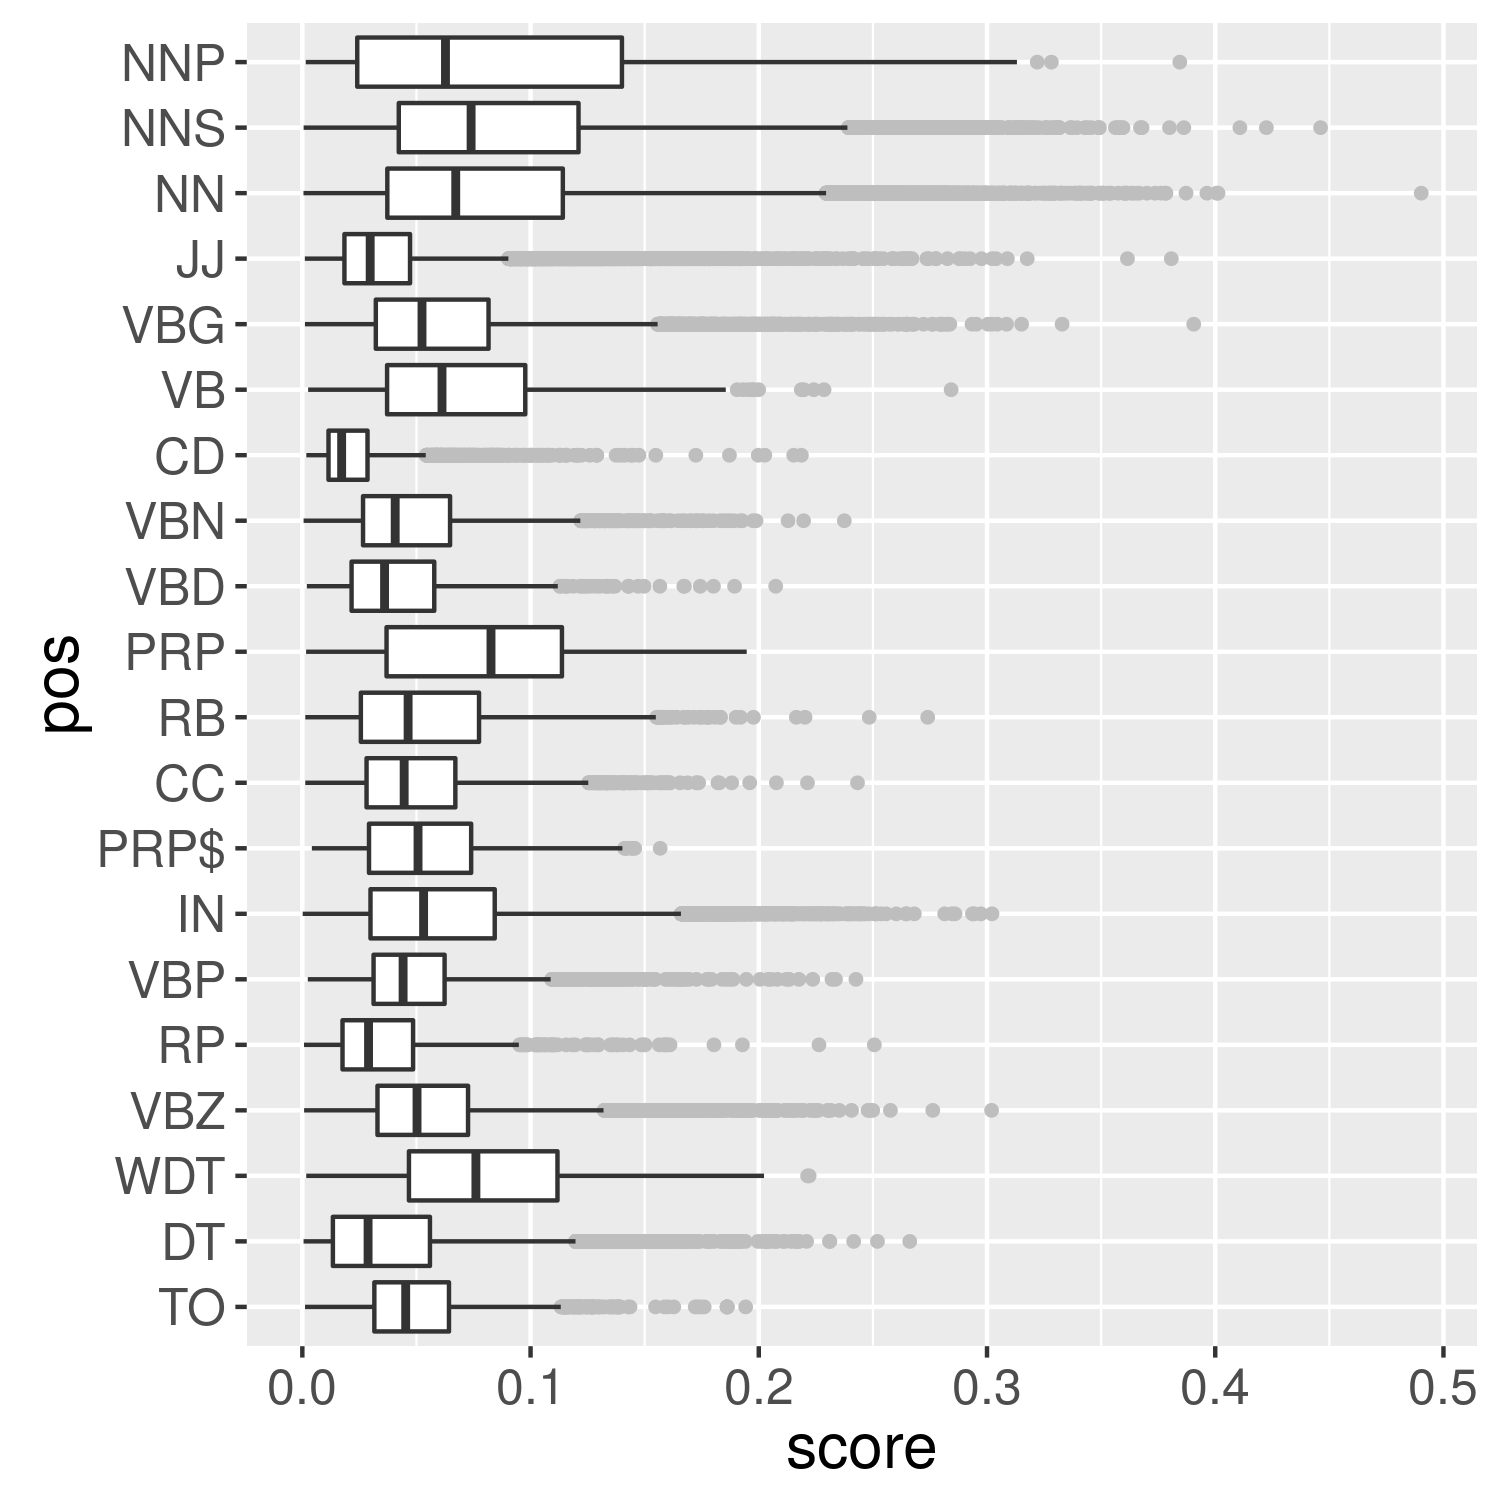 NNP
NNS
NN
JJ
VBG
VB
CD
VBN
VBD
PRP
RB
CC
PRP$
IN
VBP
RP
VBZ
WDT
DT
TO
pos
0.0 0.1 0.2 0.3 0.4 0.5
score